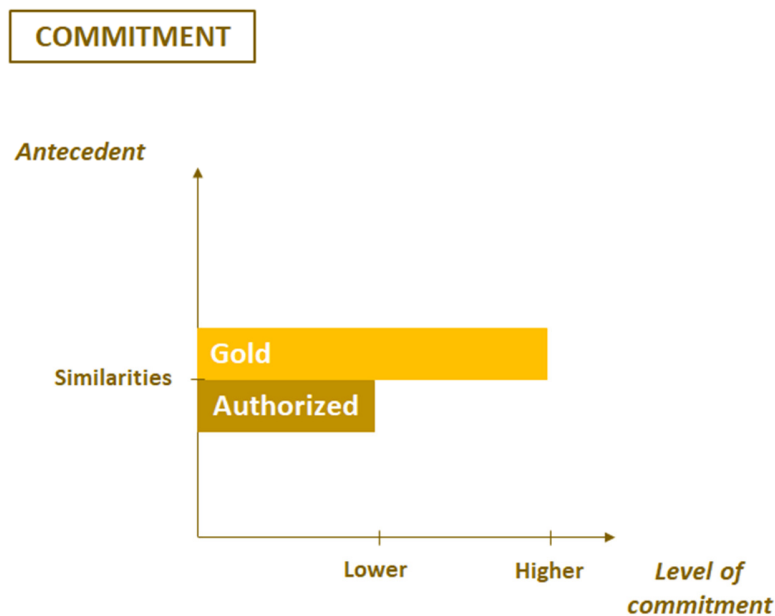 COMMITMENT
Antecedent
Gold
Similarities
Authorized
Lower
Higher
Level of
commitment